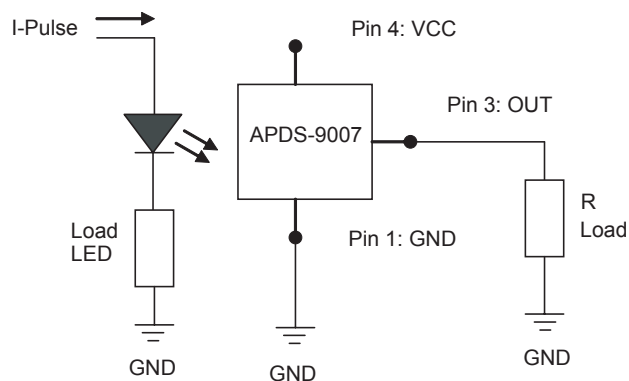 I-Pulse
Pin 4: VCC
APDS-9007
Pin 3: OUT
Load
LED
Pin 1: GND
R
Load
GND
GND
GND